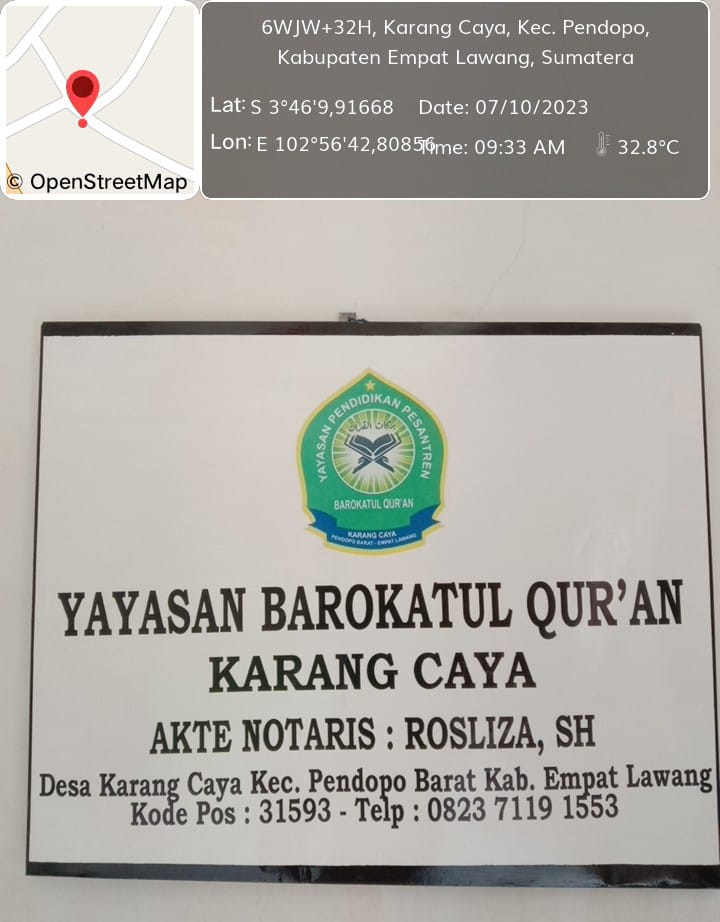 6WJW+32H, Karang Caya, Kec. Pendopo,
Kabupaten Empat Lawang, Sumatera
Lat: S 3°46'9,91668 Date: 07/10/2023
Lon: E 102°56'42,80856 Time: 09:33 AM 32.8°C
© OpenStreetMap
YAYASAN PENDIDIKAN PESANTREN
بركات القرآن
BAROKATUL QUR'AN
KARANG CAYA
PENDOPO BARAT - EMPAT LAWANG
YAYASAN BAROKATUL QUR'AN
KARANG CAYA
AKTE NOTARIS : ROSLIZA, SH
Desa Karang Caya Kec. Pendopo Barat Kab. Empat Lawang
Kode Pos : 31593 - Telp : 0823 7119 1553